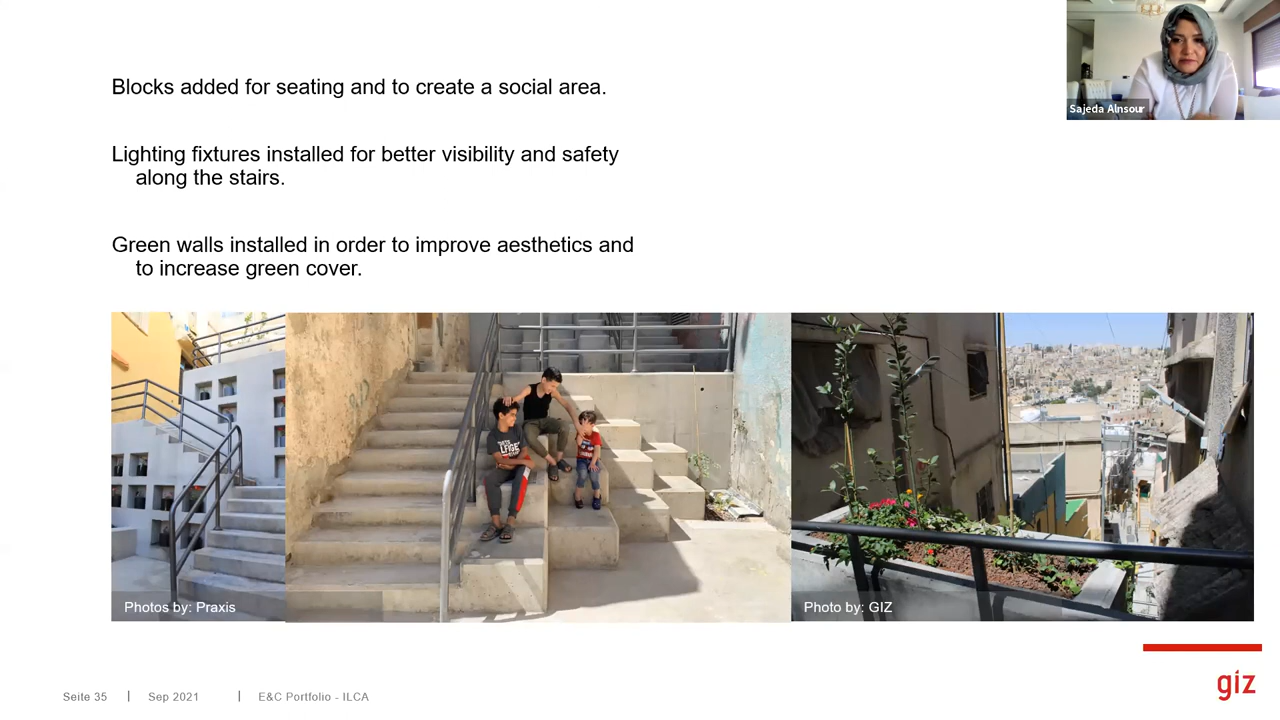 Sajeda Alnsour
Blocks added for seating and to create a social area.
Lighting fixtures installed for better visibility and safety
along the stairs.
Green walls installed in order to improve aesthetics and
to increase green cover.
Photos by: Praxis
Photo by: GIZ
Seite 35 | Sep 2021 | E&C Portfolio - ILCA
giz